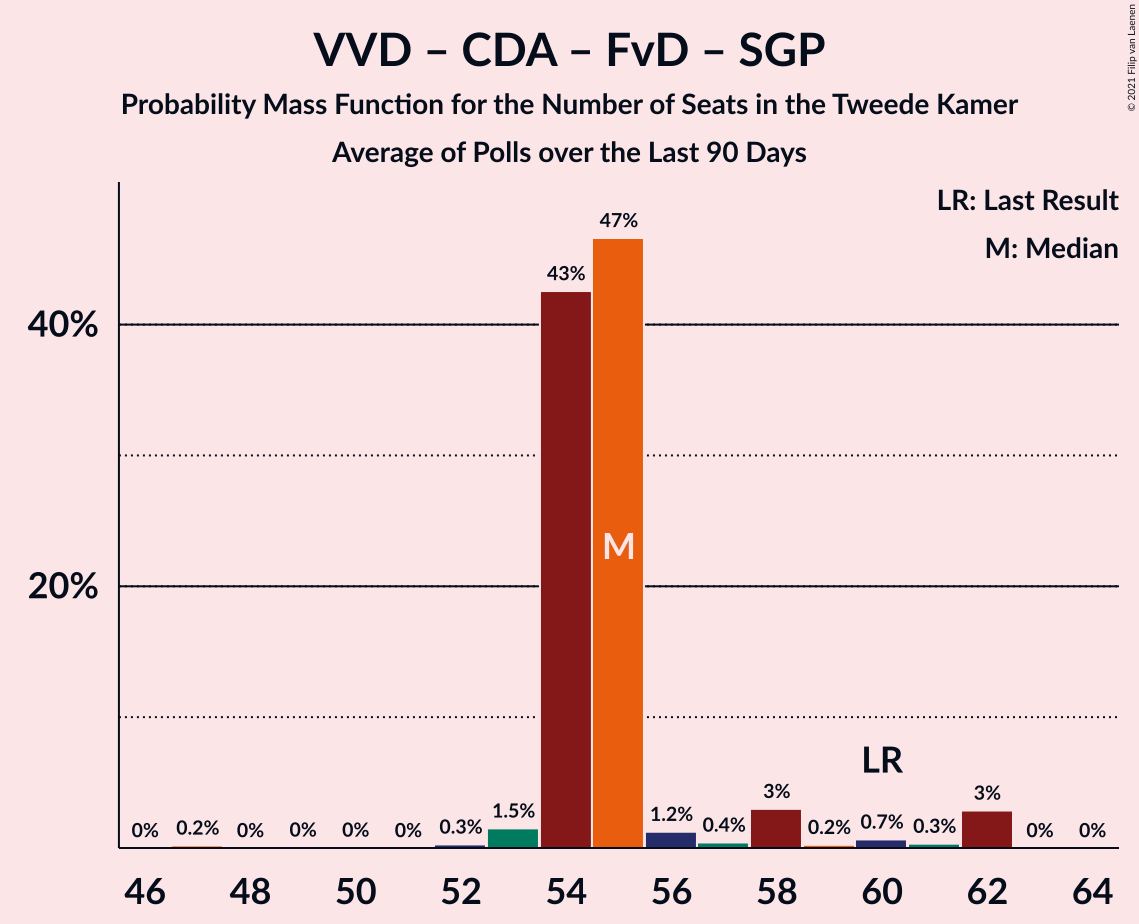 VVD – CDA – FvD – SGP
Probability Mass Function for the Number of Seats in the Tweede Kamer
Average of Polls over the Last 90 Days
© 2021 Filip van Laenen
LR: Last Result
M: Median
47%
43%
40%
M
20%
LR
0% 0.2% 0% 0% 0% 0% 0.3% 1.5% 1.2% 0.4% 3% 0.2% 0.7% 0.3% 3% 0% 0%
46 48 50 52 54 56 58 60 62 64